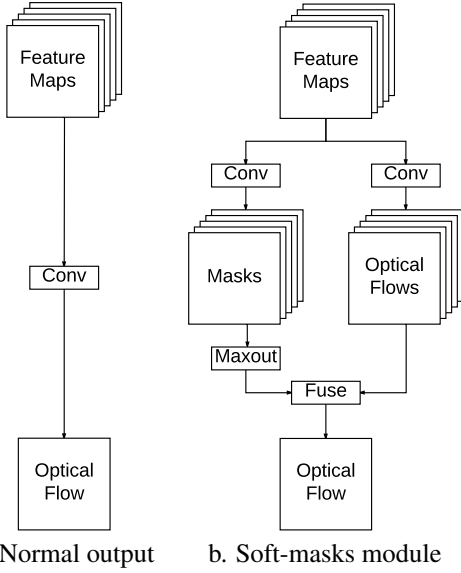 Feature
Maps
Conv
Optical
Flow
Normal output
Feature
Maps
Conv
Conv
Masks
Optical
Flows
Maxout
Fuse
Optical
Flow
b. Soft-masks module